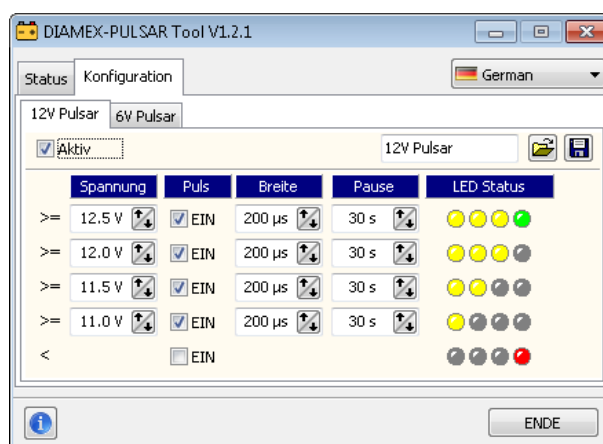 DIAMEX-PULSAR Tool V1.2.1
Status Konfiguration German
12V Pulsar 6V Pulsar
Aktiv 12V Pulsar
Spannung Puls Breite Pause LED Status
>= 12.5 V EIN 200 µs 30 s
>= 12.0 V EIN 200 µs 30 s
>= 11.5 V EIN 200 µs 30 s
>= 11.0 V EIN 200 µs 30 s
< EIN
ENDE